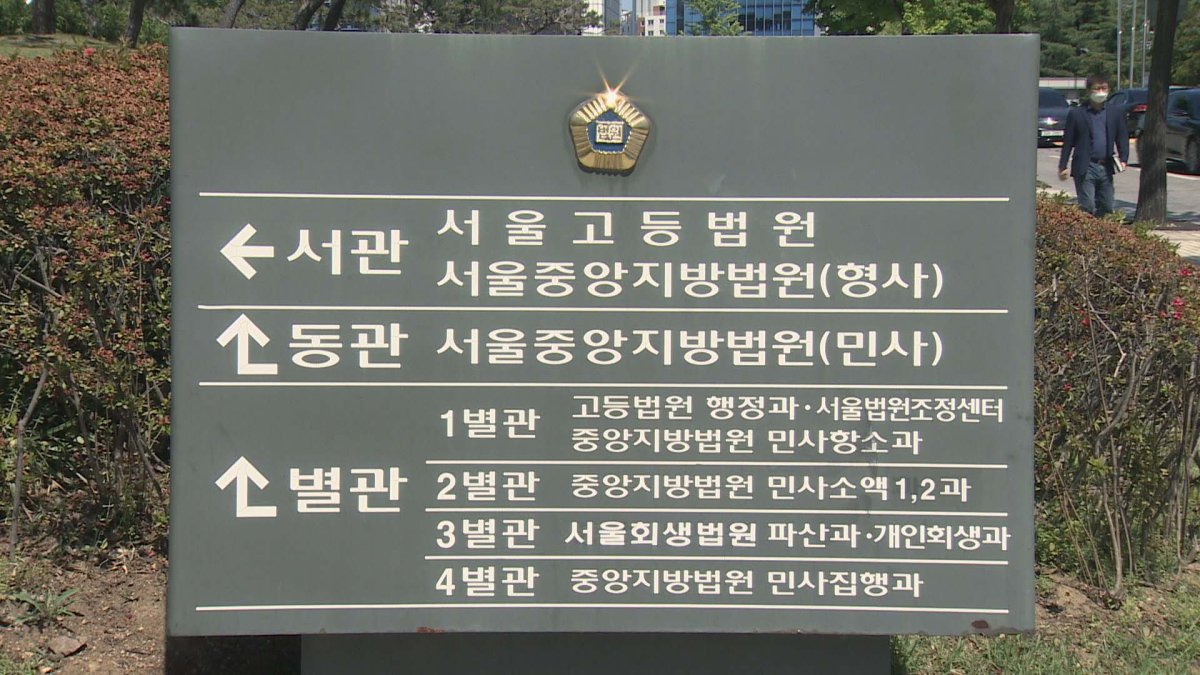 법원
← 서관 서울고등법원
서울중앙지방법원(형사)
동관 서울중앙지방법원(민사)
별관
1별관 고등법원 행정과·서울법원조정센터
중앙지방법원 민사항소과
2별관 중앙지방법원 민사소액1,2과
3별관 서울회생법원 파산과·개인회생과
4별관 중앙지방법원 민사집행과